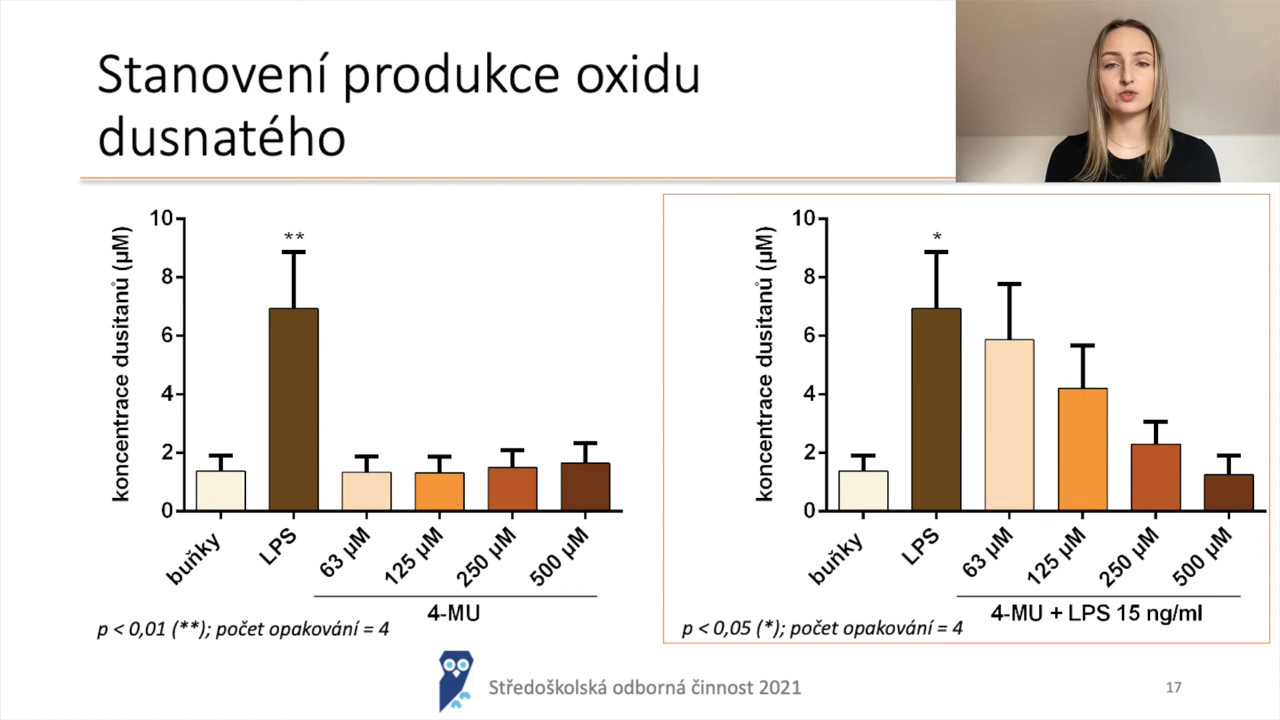 Stanovení produkce oxidu
dusnatého
koncentrace dusitanů (µM)
10
8
6
4
2
0
**
buňky
LPS
63 µM
125 µM
250 µM
500 µM
4-MU
p < 0,01 (**); počet opakování = 4
koncentrace dusitanů (µM)
10
8
6
4
2
0
*
buňky
LPS
63 µM
125 µM
250 µM
500 µM
4-MU + LPS 15 ng/ml
p < 0,05 (*); počet opakování = 4
Středoškolská odborná činnost 2021
17